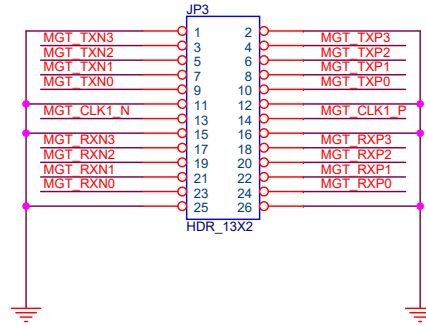 JP3
1 2
MGT_TXN3 3 4 MGT_TXP3
MGT_TXN2 5 6 MGT_TXP2
MGT_TXN1 7 8 MGT_TXP1
MGT_TXN0 9 10 MGT_TXP0
11 12
MGT_CLK1_N 13 14 MGT_CLK1_P
15 16
MGT_RXN3 17 18 MGT_RXP3
MGT_RXN2 19 20 MGT_RXP2
MGT_RXN1 21 22 MGT_RXP1
MGT_RXN0 23 24 MGT_RXP0
25 26
HDR_13X2